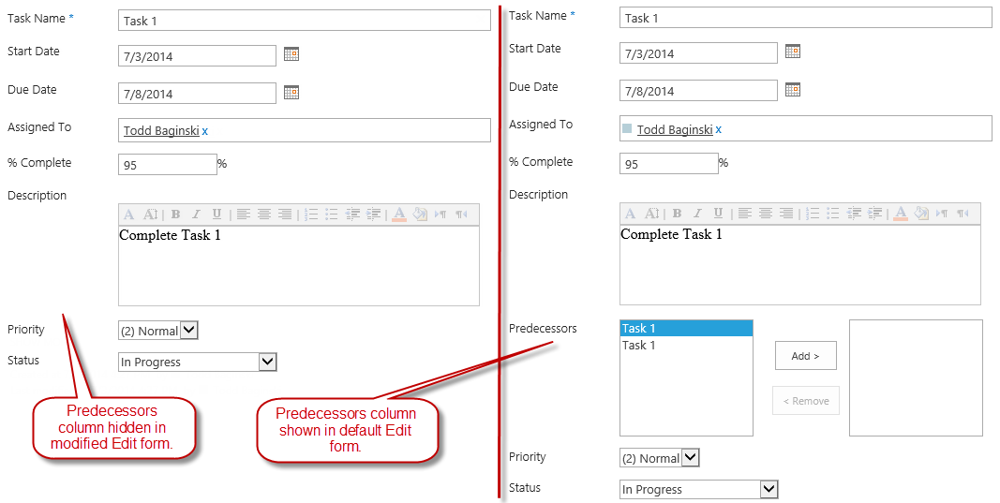 Task Name *
Task 1
Start Date
7/3/2014
Due Date
7/8/2014
Assigned To
Todd Baginski x
% Complete
95
%
Description
A A | B I U | A ¶ ¶
Complete Task 1
Priority
(2) Normal
Status
In Progress
Predecessors
column hidden in
modified Edit form.
Task Name *
Task 1
Start Date
7/3/2014
Due Date
7/8/2014
Assigned To
Todd Baginski x
% Complete
95
%
Description
A A | B I U | A ¶ ¶
Complete Task 1
Predecessors
Task 1
Task 1
Add >
< Remove
Predecessors column
shown in default Edit
form.
Priority
(2) Normal
Status
In Progress